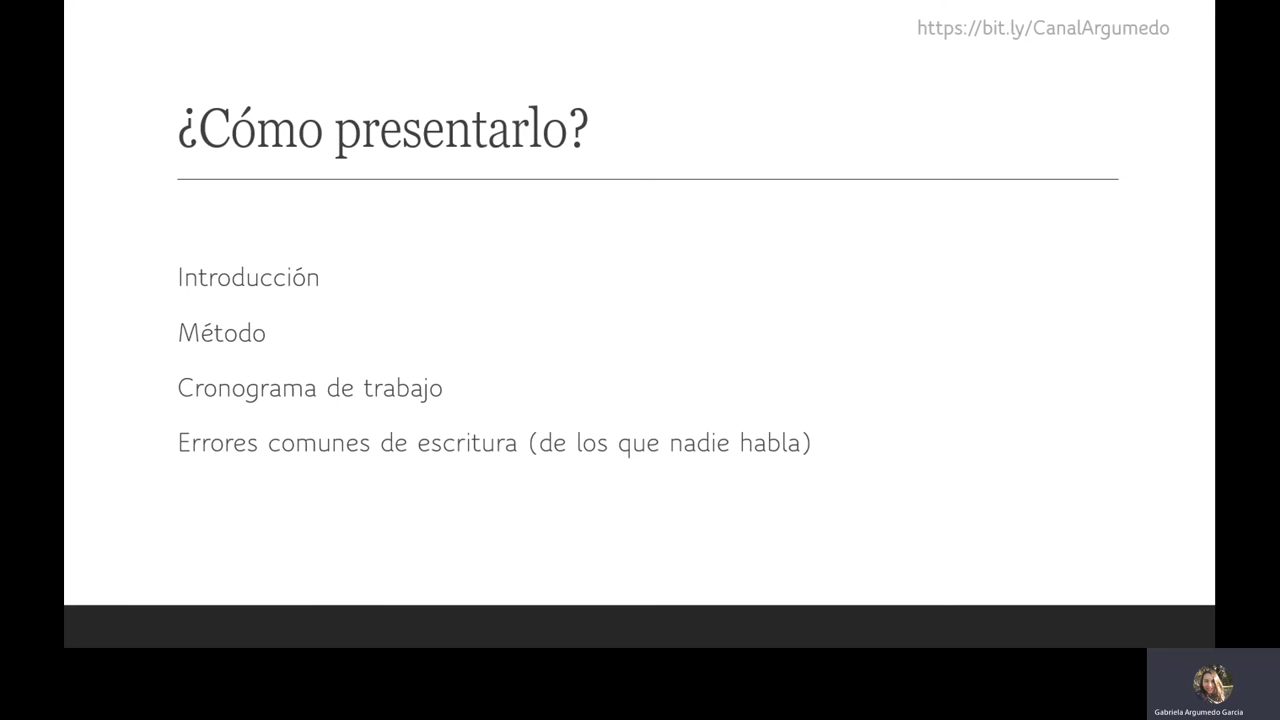 https://bit.ly/CanalArgumedo
¿Cómo presentarlo?
Introducción
Método
Cronograma de trabajo
Errores comunes de escritura (de los que nadie habla)
Gabriela Argumedo Garcia